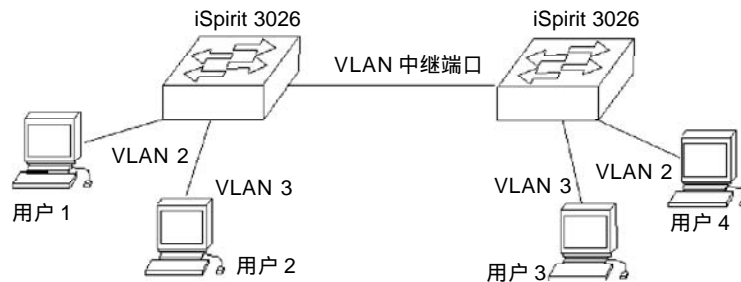 iSpirit 3026
iSpirit 3026
VLAN 中继端口
VLAN 2
VLAN 3
VLAN 3
VLAN 2
用户 1
用户 2
用户 3
用户 4